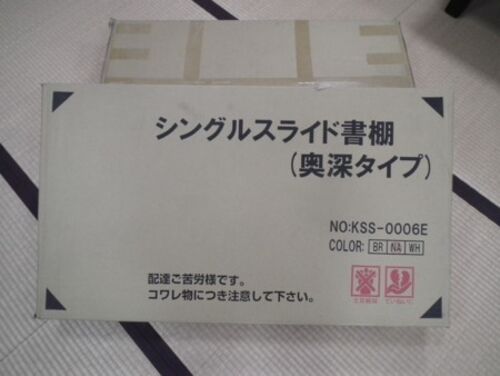 シングルスライド書棚
(奥深タイプ)
NO:KSS-0006E
COLOR: BR NA WH
配達ご苦労様です。
コワレ物につき注意して下さい。